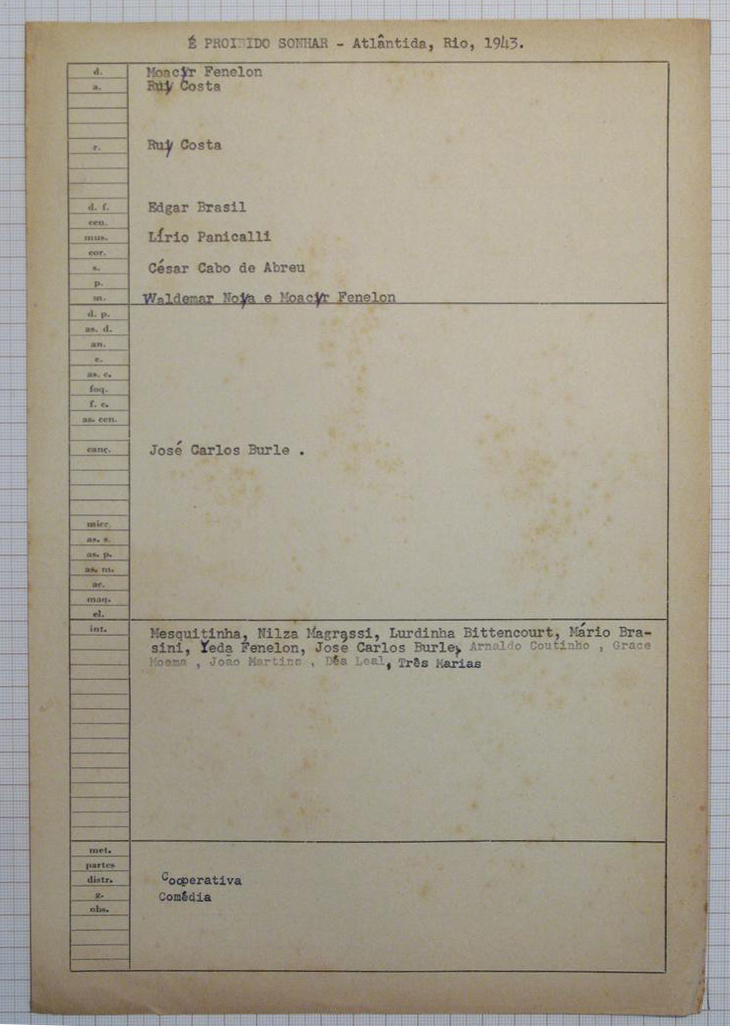 É PROIBIDO SONHAR - Atlântida, Rio, 1943.
d. Moacyr Fenelon
a. Ruy Costa
r. Ruy Costa
d. f. Edgar Brasil
cen.
mus. Lírio Panicalli
cor.
s. César Cabo de Abreu
p.
m. Waldemar Noya e Moacyr Fenelon
d. p.
as. d.
an.
c.
as. c.
foq.
f. c.
as. cen.
canç. José Carlos Burle .
micr.
as. s.
as. p.
as. m.
ac.
maq.
el.
int. Mesquitinha, Nilza Magrassi, Lurdinha Bittencourt, Mário Bra-
sini, Yeda Fenelon, José Carlos Burle, Arnaldo Coutinho , Grace
Moema , João Martins , Déa Leal, Três Marias
met.
partes
distr. Cooperativa
g. Comédia
obs.